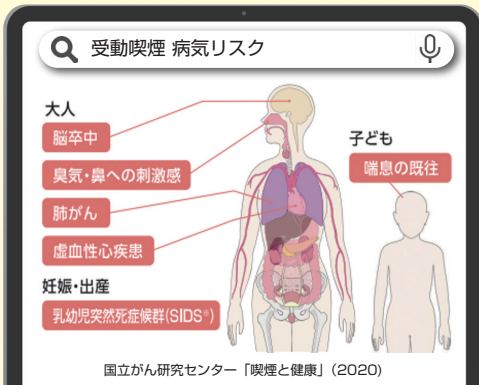 受動喫煙 病気リスク
大人
脳卒中
臭気・鼻への刺激感
肺がん
虚血性心疾患
妊娠・出産
乳幼児突然死症候群(SIDS※)
子ども
喘息の既往
国立がん研究センター「喫煙と健康」(2020)